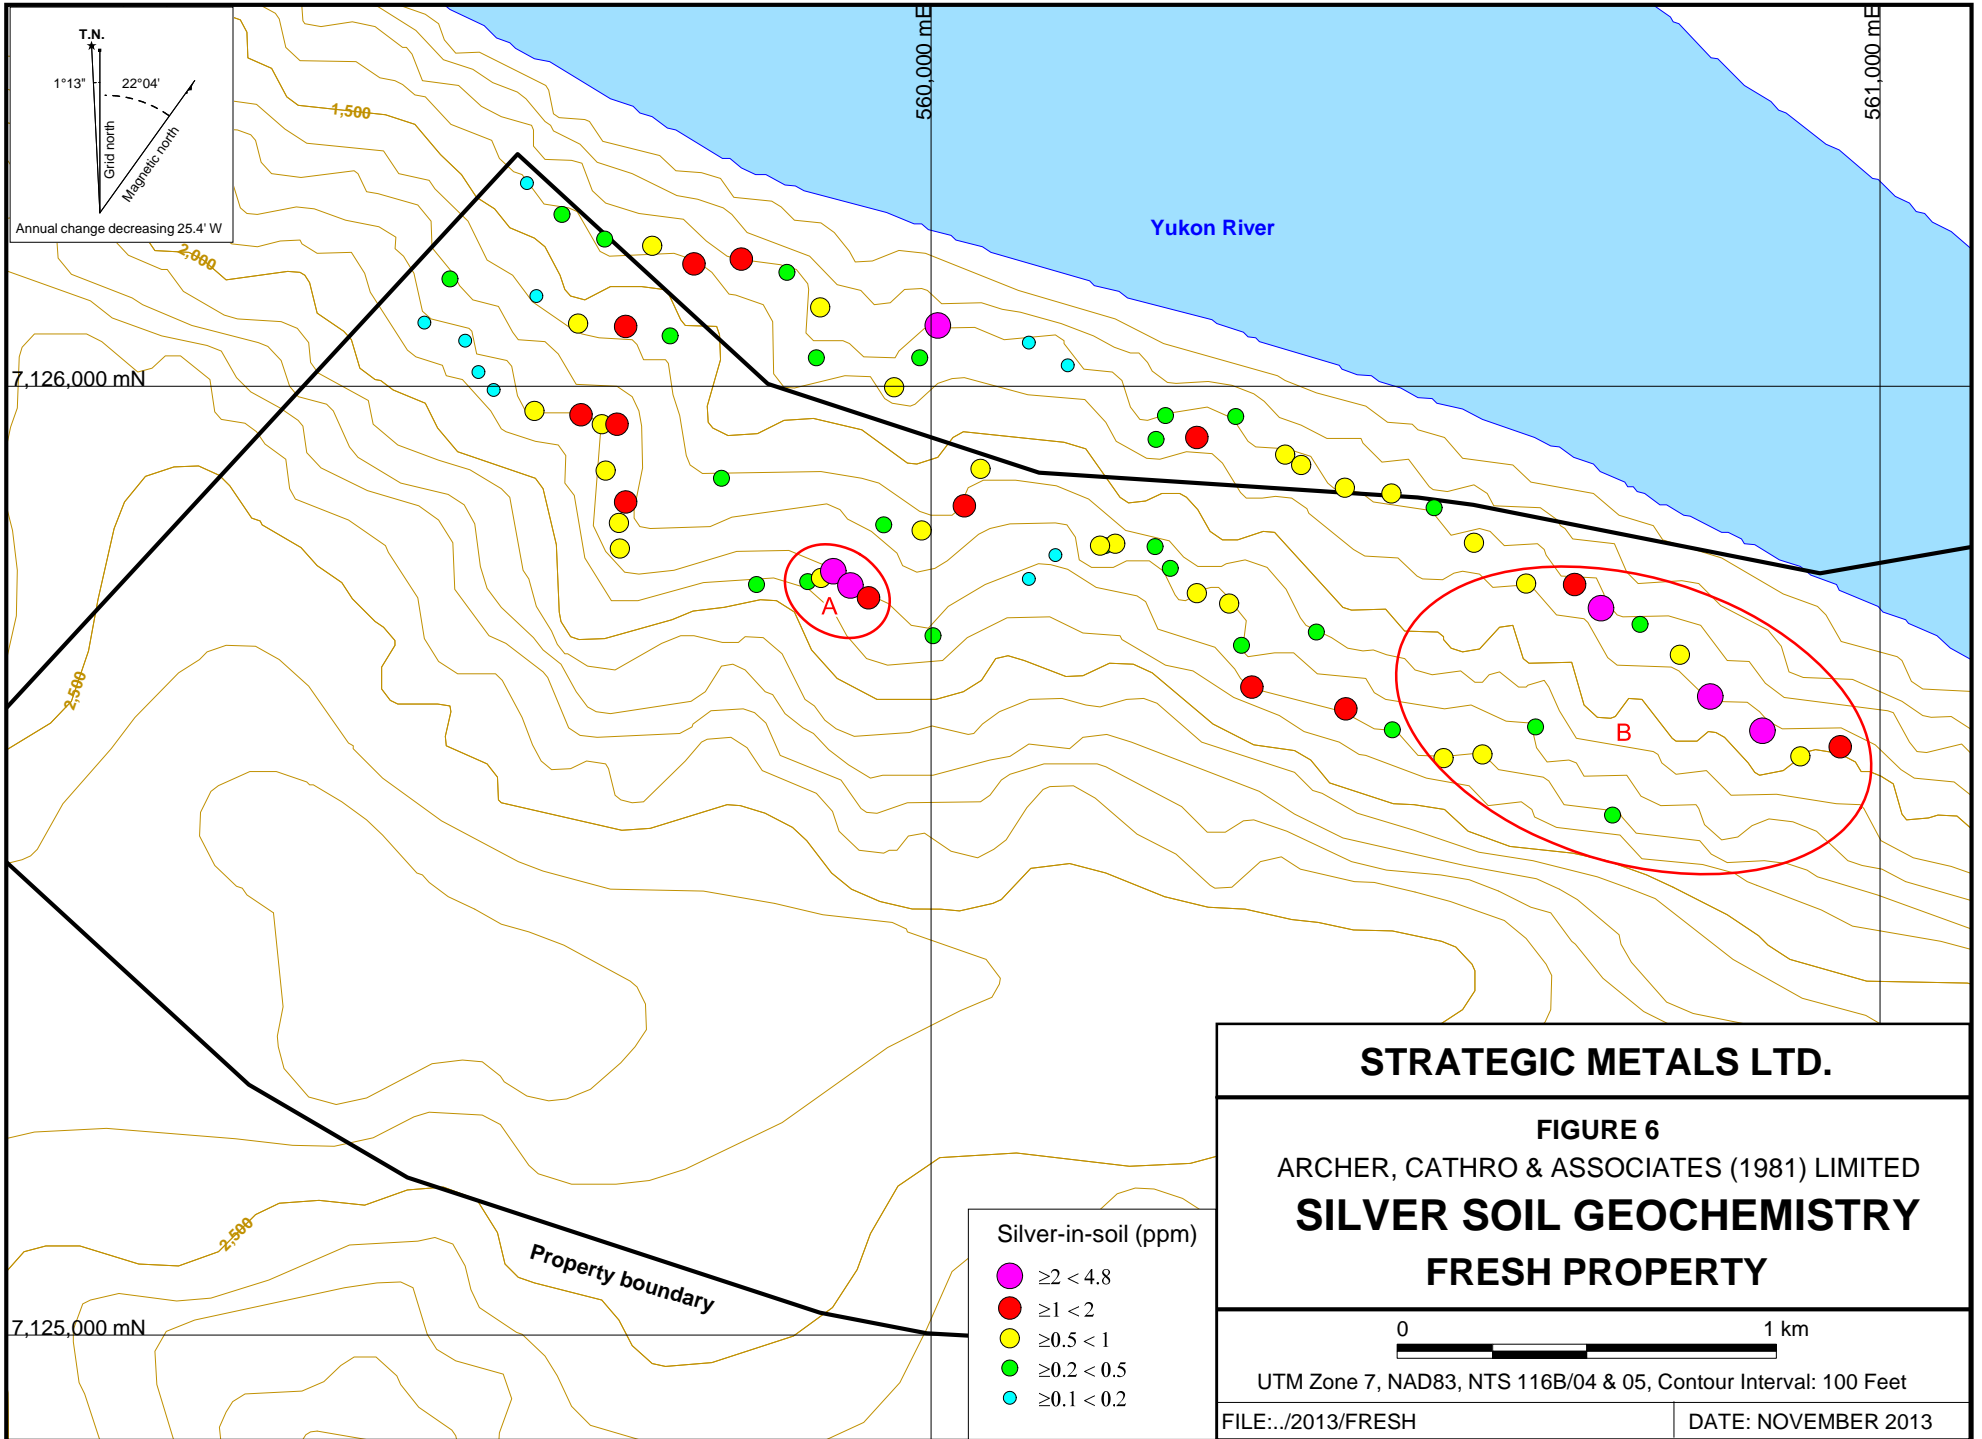 T.N.
1°13"
22°04'
Grid north
Magnetic north
Annual change decreasing 25.4' W
560,000 mE
561,000 mE
1,500
2,000
Yukon River
7,126,000 mN
A
B
2,500
2,500
Property boundary
7,125,000 mN
Silver-in-soil (ppm)
≥2 < 4.8
≥1 < 2
≥0.5 < 1
≥0.2 < 0.5
≥0.1 < 0.2
STRATEGIC METALS LTD.
FIGURE 6
ARCHER, CATHRO & ASSOCIATES (1981) LIMITED
SILVER SOIL GEOCHEMISTRY
FRESH PROPERTY
0 1 km
UTM Zone 7, NAD83, NTS 116B/04 & 05, Contour Interval: 100 Feet
FILE:../2013/FRESH
DATE: NOVEMBER 2013